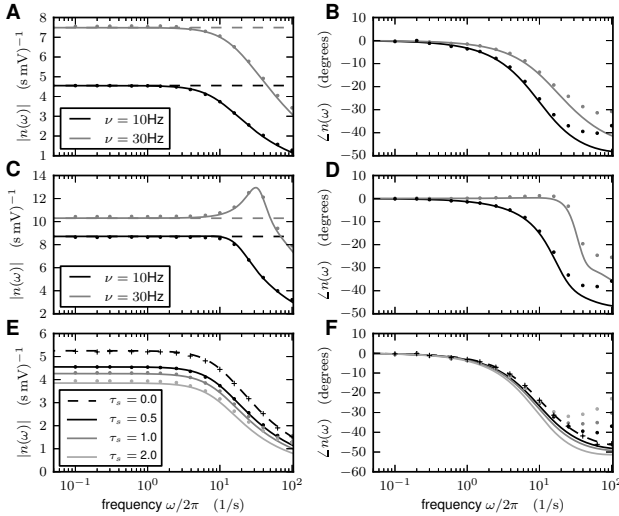 A
|n(ω)| (s mV)⁻¹
8
7
6
5
4
3
2
1
ν = 10Hz
ν = 30Hz
B
∠n(ω) (degrees)
10
0
−10
−20
−30
−40
−50
C
|n(ω)| (s mV)⁻¹
14
12
10
8
6
4
2
ν = 10Hz
ν = 30Hz
D
∠n(ω) (degrees)
10
0
−10
−20
−30
−40
−50
E
|n(ω)| (s mV)⁻¹
6
5
4
3
2
1
0
τs = 0.0
τs = 0.5
τs = 1.0
τs = 2.0
10⁻¹ 10⁰ 10¹ 10²
frequency ω/2π (1/s)
F
∠n(ω) (degrees)
10
0
−10
−20
−30
−40
−50
−60
10⁻¹ 10⁰ 10¹ 10²
frequency ω/2π (1/s)